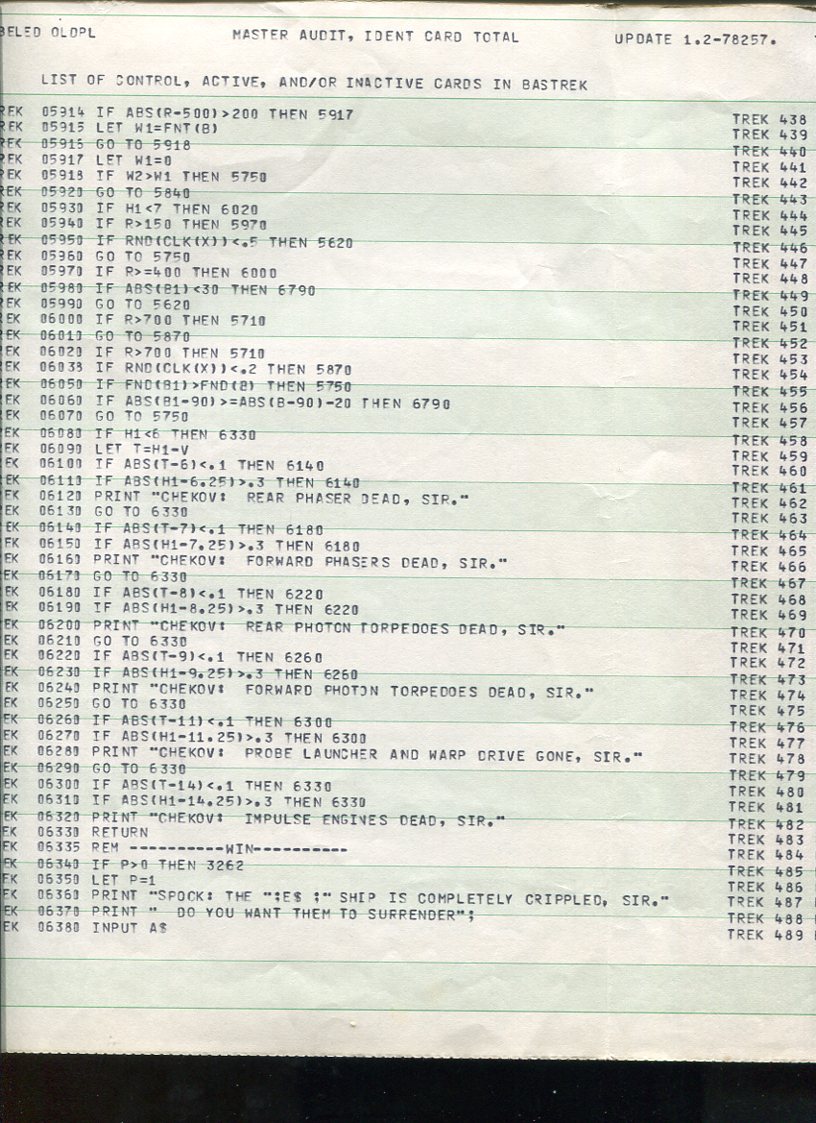 BELED OLDPL MASTER AUDIT, IDENT CARD TOTAL UPDATE 1.2-78257.
LIST OF CONTROL, ACTIVE, AND/OR INACTIVE CARDS IN BASTREK
REK 05914 IF ABS(R-500)>200 THEN 5917 TREK 438
REK 05915 LET W1=FNT(B) TREK 439
REK 05916 GO TO 5918 TREK 440
REK 05917 LET W1=0 TREK 441
REK 05918 IF W2>W1 THEN 5750 TREK 442
REK 05920 GO TO 5840 TREK 443
REK 05930 IF H1<7 THEN 6020 TREK 444
REK 05940 IF R>150 THEN 5970 TREK 445
REK 05950 IF RND(CLK(X))<.5 THEN 5620 TREK 446
REK 05960 GO TO 5750 TREK 447
REK 05970 IF R>=400 THEN 6000 TREK 448
REK 05980 IF ABS(B1)<30 THEN 6790 TREK 449
REK 05990 GO TO 5620 TREK 450
REK 06000 IF R>700 THEN 5710 TREK 451
EK 06010 GO TO 5870 TREK 452
EK 06020 IF R>700 THEN 5710 TREK 453
EK 06030 IF RND(CLK(X))<.2 THEN 5870 TREK 454
EK 06050 IF FND(B1)>FND(B) THEN 5750 TREK 455
EK 06060 IF ABS(B1-90)>=ABS(B-90)-20 THEN 6790 TREK 456
EK 06070 GO TO 5750 TREK 457
EK 06080 IF H1<6 THEN 6330 TREK 458
EK 06090 LET T=H1-V TREK 459
EK 06100 IF ABS(T-6)<.1 THEN 6140 TREK 460
EK 06110 IF ABS(H1-6.25)>.3 THEN 6140 TREK 461
EK 06120 PRINT "CHEKOV: REAR PHASER DEAD, SIR." TREK 462
EK 06130 GO TO 6330 TREK 463
EK 06140 IF ABS(T-7)<.1 THEN 6180 TREK 464
EK 06150 IF ABS(H1-7.25)>.3 THEN 6180 TREK 465
EK 06160 PRINT "CHEKOV: FORWARD PHASERS DEAD, SIR." TREK 466
EK 06170 GO TO 6330 TREK 467
EK 06180 IF ABS(T-8)<.1 THEN 6220 TREK 468
EK 06190 IF ABS(H1-8.25)>.3 THEN 6220 TREK 469
EK 06200 PRINT "CHEKOV: REAR PHOTON TORPEDOES DEAD, SIR." TREK 470
EK 06210 GO TO 6330 TREK 471
EK 06220 IF ABS(T-9)<.1 THEN 6260 TREK 472
EK 06230 IF ABS(H1-9.25)>.3 THEN 6260 TREK 473
EK 06240 PRINT "CHEKOV: FORWARD PHOTON TORPEDOES DEAD, SIR." TREK 474
EK 06250 GO TO 6330 TREK 475
EK 06260 IF ABS(T-11)<.1 THEN 6300 TREK 476
EK 06270 IF ABS(H1-11.25)>.3 THEN 6300 TREK 477
EK 06280 PRINT "CHEKOV: PROBE LAUNCHER AND WARP DRIVE GONE, SIR." TREK 478
EK 06290 GO TO 6330 TREK 479
EK 06300 IF ABS(T-14)<.1 THEN 6330 TREK 480
EK 06310 IF ABS(H1-14.25)>.3 THEN 6330 TREK 481
EK 06320 PRINT "CHEKOV: IMPULSE ENGINES DEAD, SIR." TREK 482
EK 06330 RETURN TREK 483
EK 06335 REM ----------WIN---------- TREK 484
EK 06340 IF P>0 THEN 3262 TREK 485
EK 06350 LET P=1 TREK 486
EK 06360 PRINT "SPOCK: THE ";E$ ;" SHIP IS COMPLETELY CRIPPLED, SIR." TREK 487
EK 06370 PRINT " DO YOU WANT THEM TO SURRENDER"; TREK 488
EK 06380 INPUT A$ TREK 489